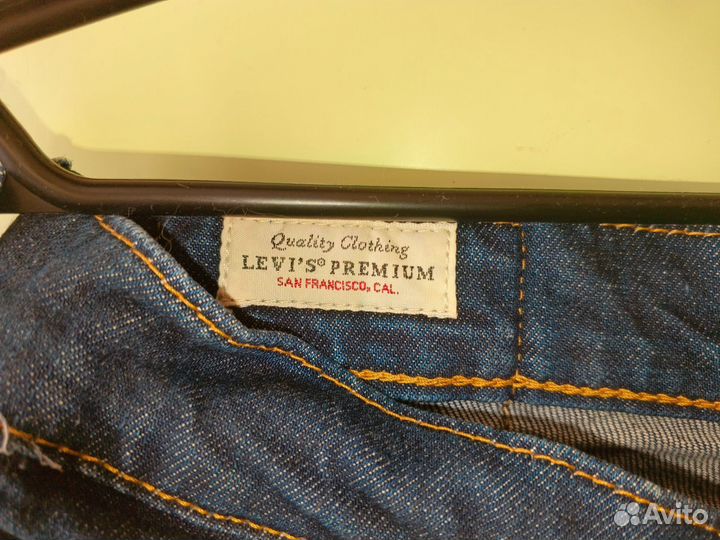 Quality Clothing
LEVI'S® PREMIUM
SAN FRANCISCO, CAL.
Avito